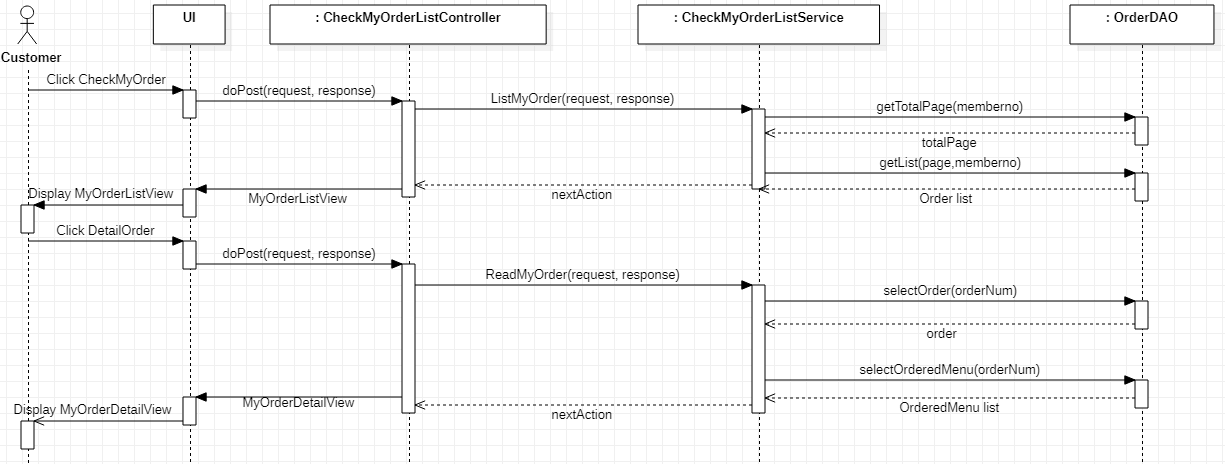 Customer
UI
: CheckMyOrderListController
: CheckMyOrderListService
: OrderDAO
Click CheckMyOrder
doPost(request, response)
ListMyOrder(request, response)
getTotalPage(memberno)
totalPage
getList(page,memberno)
Order list
nextAction
MyOrderListView
Display MyOrderListView
Click DetailOrder
doPost(request, response)
ReadMyOrder(request, response)
selectOrder(orderNum)
order
selectOrderedMenu(orderNum)
OrderedMenu list
nextAction
MyOrderDetailView
Display MyOrderDetailView